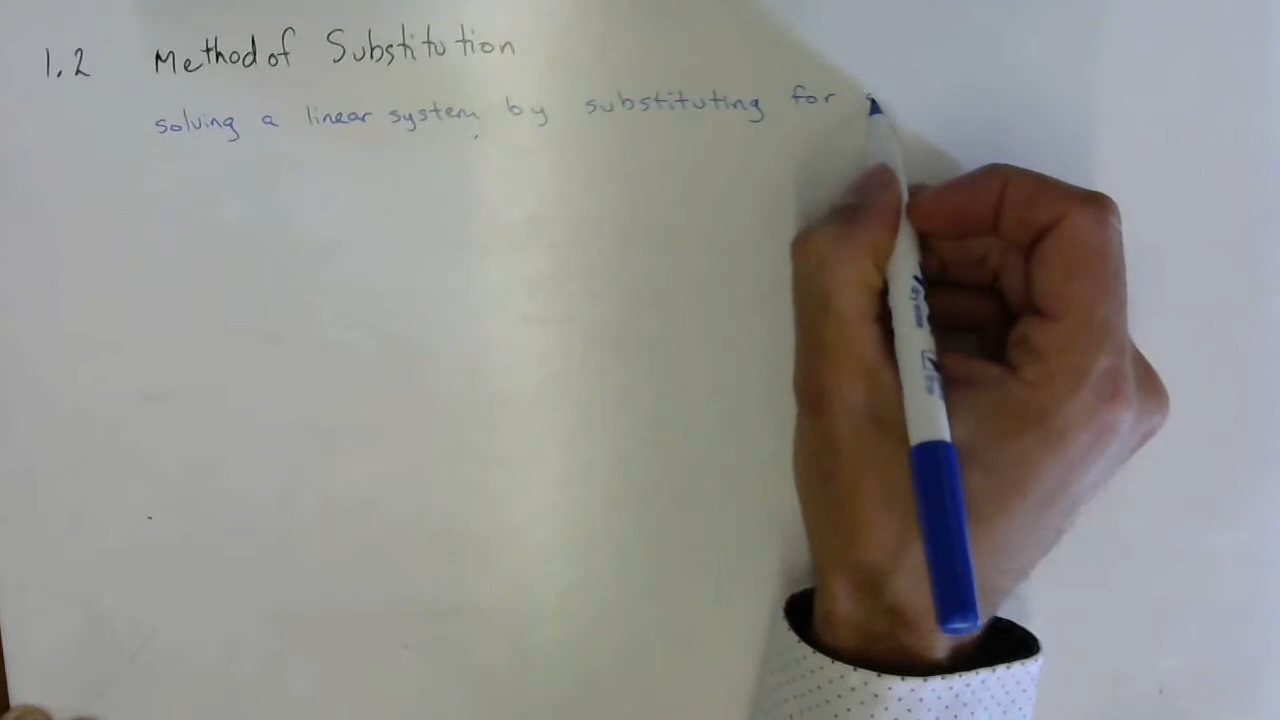 1.2 Method of Substitution
solving a linear system by substituting for